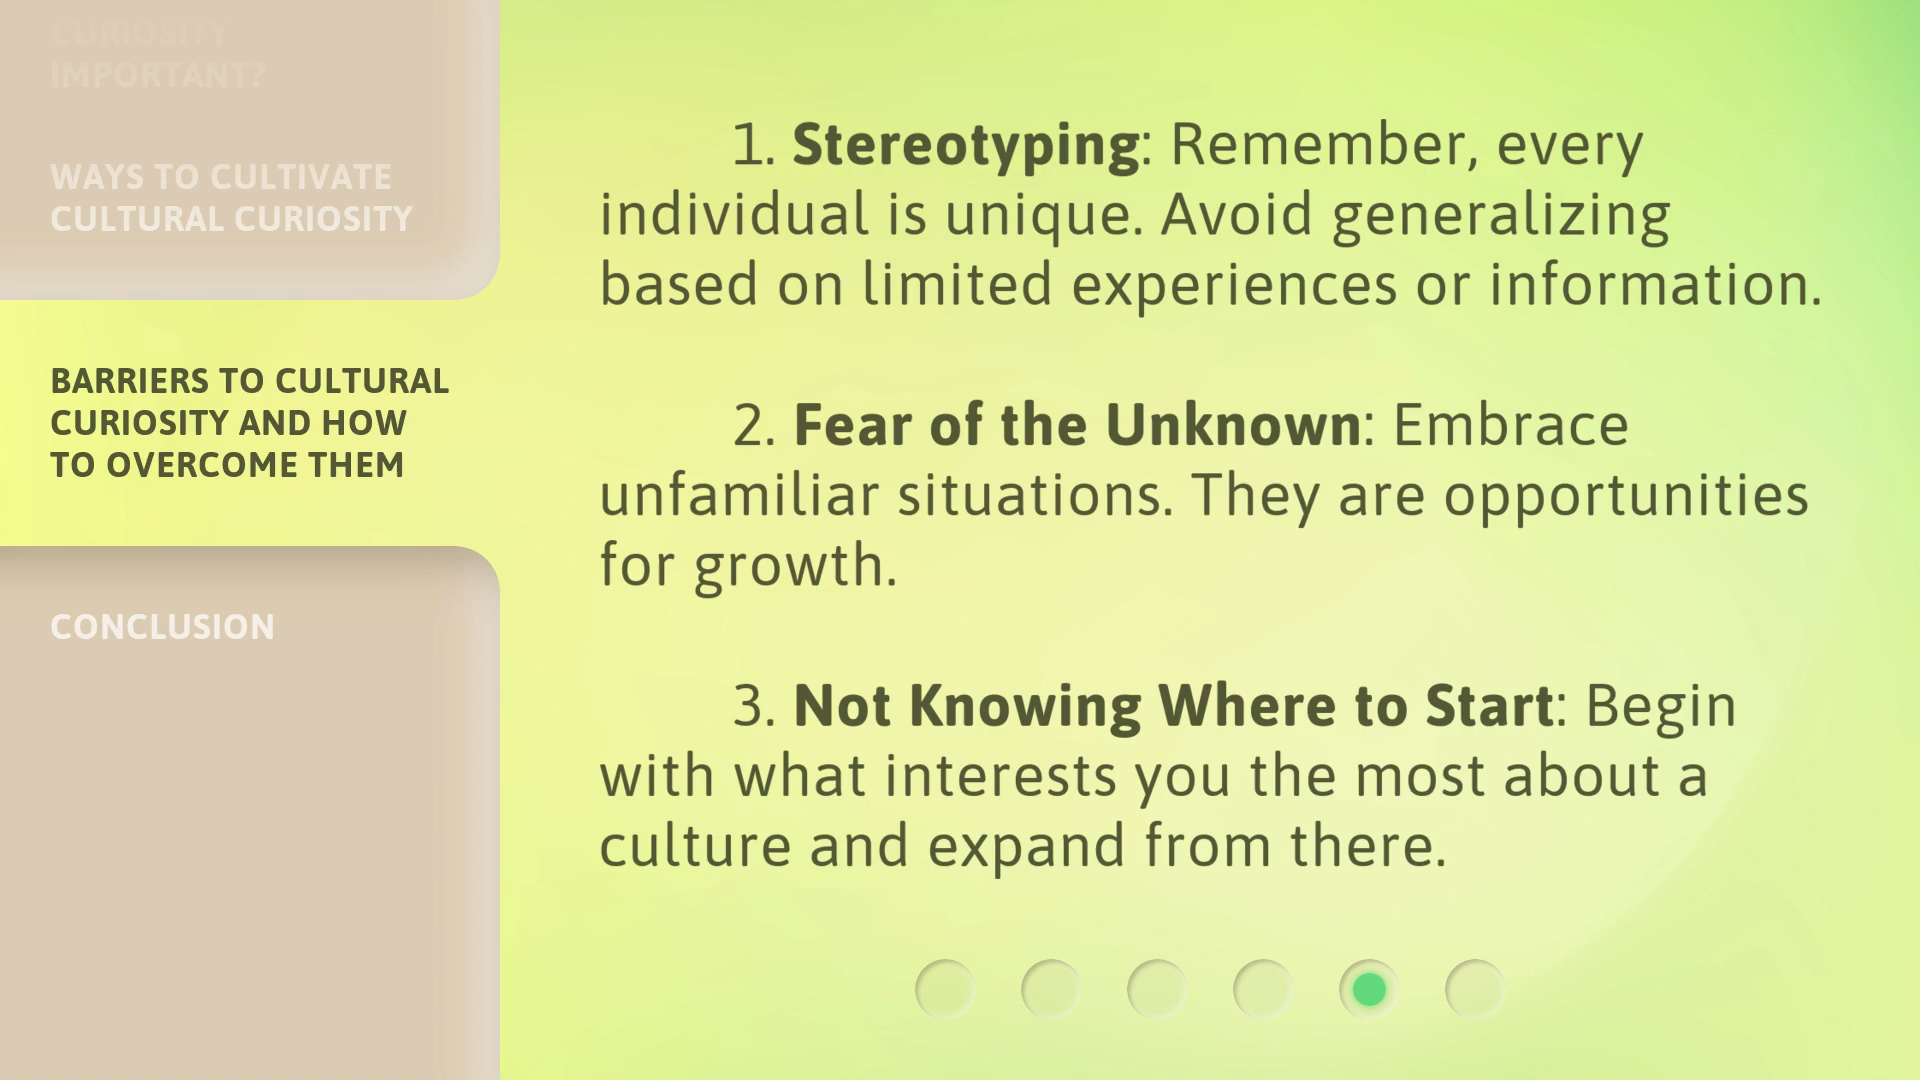 CURIOSITY
IMPORTANT?
WAYS TO CULTIVATE
CULTURAL CURIOSITY
BARRIERS TO CULTURAL
CURIOSITY AND HOW
TO OVERCOME THEM
CONCLUSION
1. Stereotyping: Remember, every
individual is unique. Avoid generalizing
based on limited experiences or information.
2. Fear of the Unknown: Embrace
unfamiliar situations. They are opportunities
for growth.
3. Not Knowing Where to Start: Begin
with what interests you the most about a
culture and expand from there.